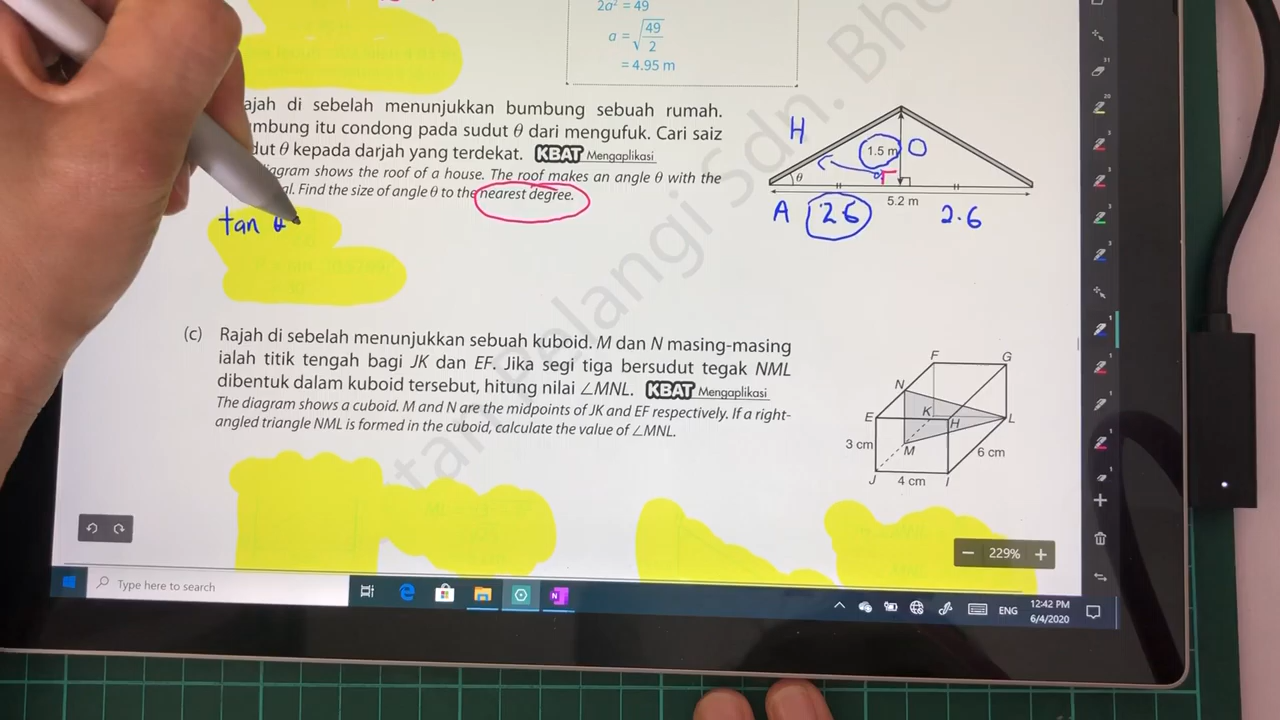 2a² = 49
a = √49/2
= 4.95 m
ajah di sebelah menunjukkan bumbung sebuah rumah.
mbung itu condong pada sudut θ dari mengufuk. Cari saiz
dut θ kepada darjah yang terdekat. KBAT Mengaplikasi
iagram shows the roof of a house. The roof makes an angle θ with the
al. Find the size of angle θ to the nearest degree.
tan θ
H
1.5 m
O
θ
T
5.2 m
A
2.6
2.6
(c) Rajah di sebelah menunjukkan sebuah kuboid. M dan N masing-masing
ialah titik tengah bagi JK dan EF. Jika segi tiga bersudut tegak NML
dibentuk dalam kuboid tersebut, hitung nilai ∠MNL. KBAT Mengaplikasi
The diagram shows a cuboid. M and N are the midpoints of JK and EF respectively. If a right-
angled triangle NML is formed in the cuboid, calculate the value of ∠MNL.
F
G
N
E
K
H
L
3 cm
M
6 cm
J
4 cm
I
Pelangi Sdn. Bh
229%
Type here to search
ENG
12:42 PM
6/4/2020